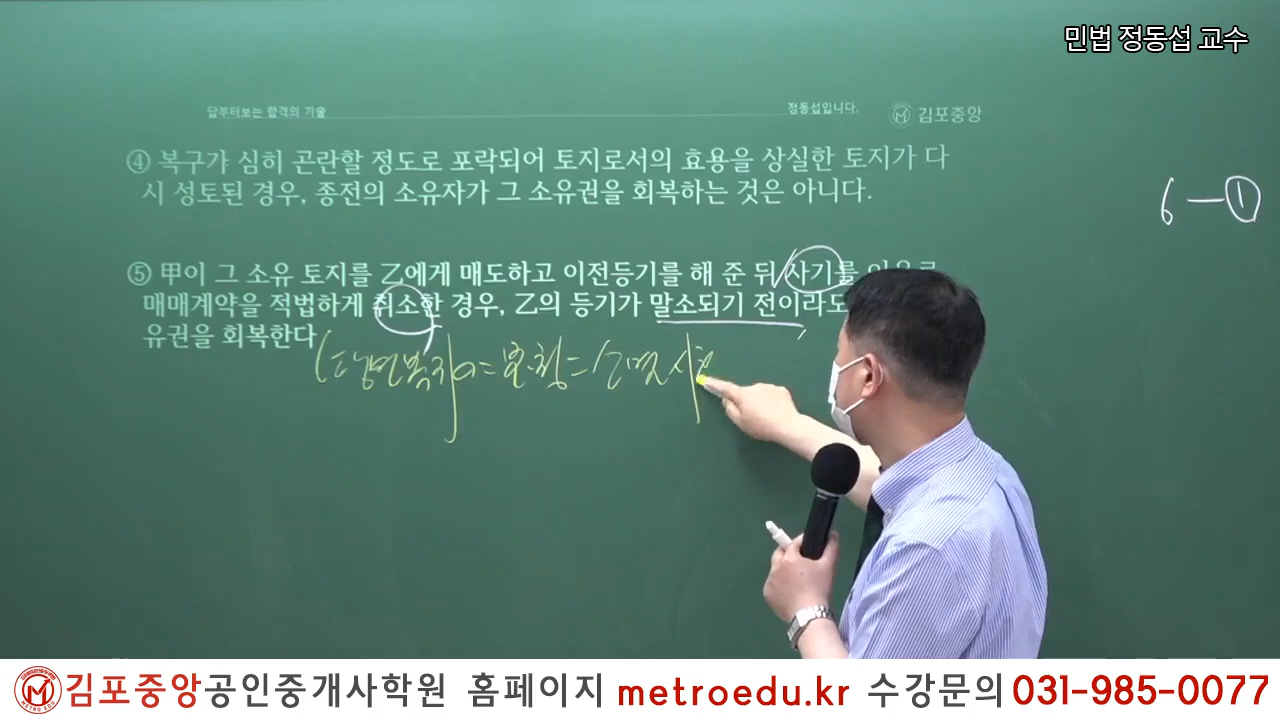 민법 정동섭 교수
답부터보는 합격의 기술
정동섭입니다.
김포중앙
④ 복구가 심히 곤란할 정도로 포락되어 토지로서의 효용을 상실한 토지가 다
시 성토된 경우, 종전의 소유자가 그 소유권을 회복하는 것은 아니다.
6 — ①
⑤ 甲이 그 소유 토지를 乙에게 매도하고 이전등기를 해 준 뒤 사기를
매매계약을 적법하게 취소한 경우, 乙의 등기가 말소되기 전이라도
유권을 회복한다
김포중앙공인중개사학원 홈페이지 metroedu.kr 수강문의 031-985-0077